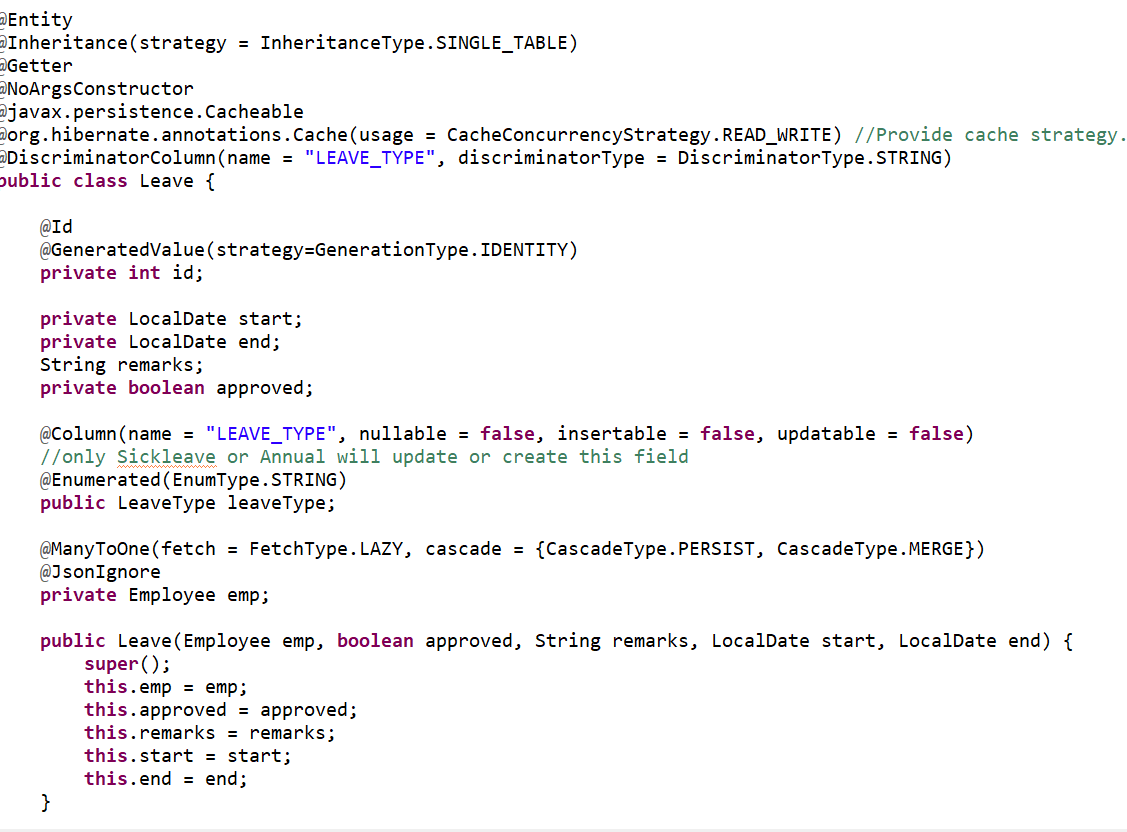 @Entity
@Inheritance(strategy = InheritanceType.SINGLE_TABLE)
@Getter
@NoArgsConstructor
@javax.persistence.Cacheable
@org.hibernate.annotations.Cache(usage = CacheConcurrencyStrategy.READ_WRITE) //Provide cache strategy.
@DiscriminatorColumn(name = "LEAVE_TYPE", discriminatorType = DiscriminatorType.STRING)
public class Leave {
@Id
@GeneratedValue(strategy=GenerationType.IDENTITY)
private int id;
private LocalDate start;
private LocalDate end;
String remarks;
private boolean approved;
@Column(name = "LEAVE_TYPE", nullable = false, insertable = false, updatable = false)
//only Sickleave or Annual will update or create this field
@Enumerated(EnumType.STRING)
public LeaveType leaveType;
@ManyToOne(fetch = FetchType.LAZY, cascade = {CascadeType.PERSIST, CascadeType.MERGE})
@JsonIgnore
private Employee emp;
public Leave(Employee emp, boolean approved, String remarks, LocalDate start, LocalDate end) {
super();
this.emp = emp;
this.approved = approved;
this.remarks = remarks;
this.start = start;
this.end = end;
}